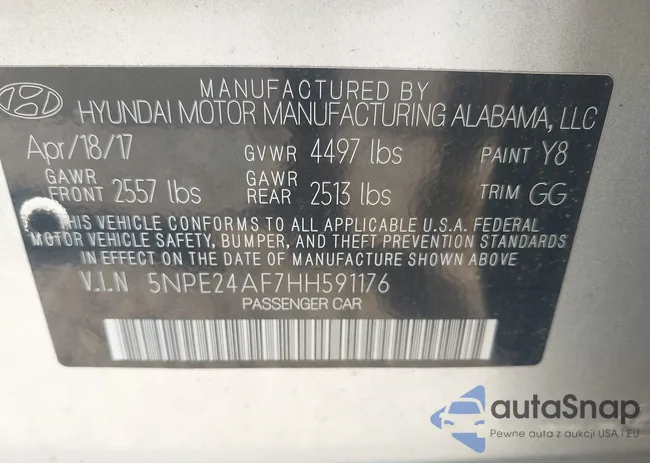 MANUFACTURED BY
HYUNDAI MOTOR MANUFACTURING ALABAMA, LLC
Apr/18/17 GVWR 4497 lbs PAINT Y8
GAWR FRONT 2557 lbs GAWR REAR 2513 lbs TRIM GG
THIS VEHICLE CONFORMS TO ALL APPLICABLE U.S.A. FEDERAL
MOTOR VEHICLE SAFETY, BUMPER, AND THEFT PREVENTION STANDARDS
IN EFFECT ON THE DATE OF MANUFACTURE SHOWN ABOVE
V.I.N 5NPE24AF7HH591176
PASSENGER CAR
autaSnap
Pewne auta z aukcji USA i EU